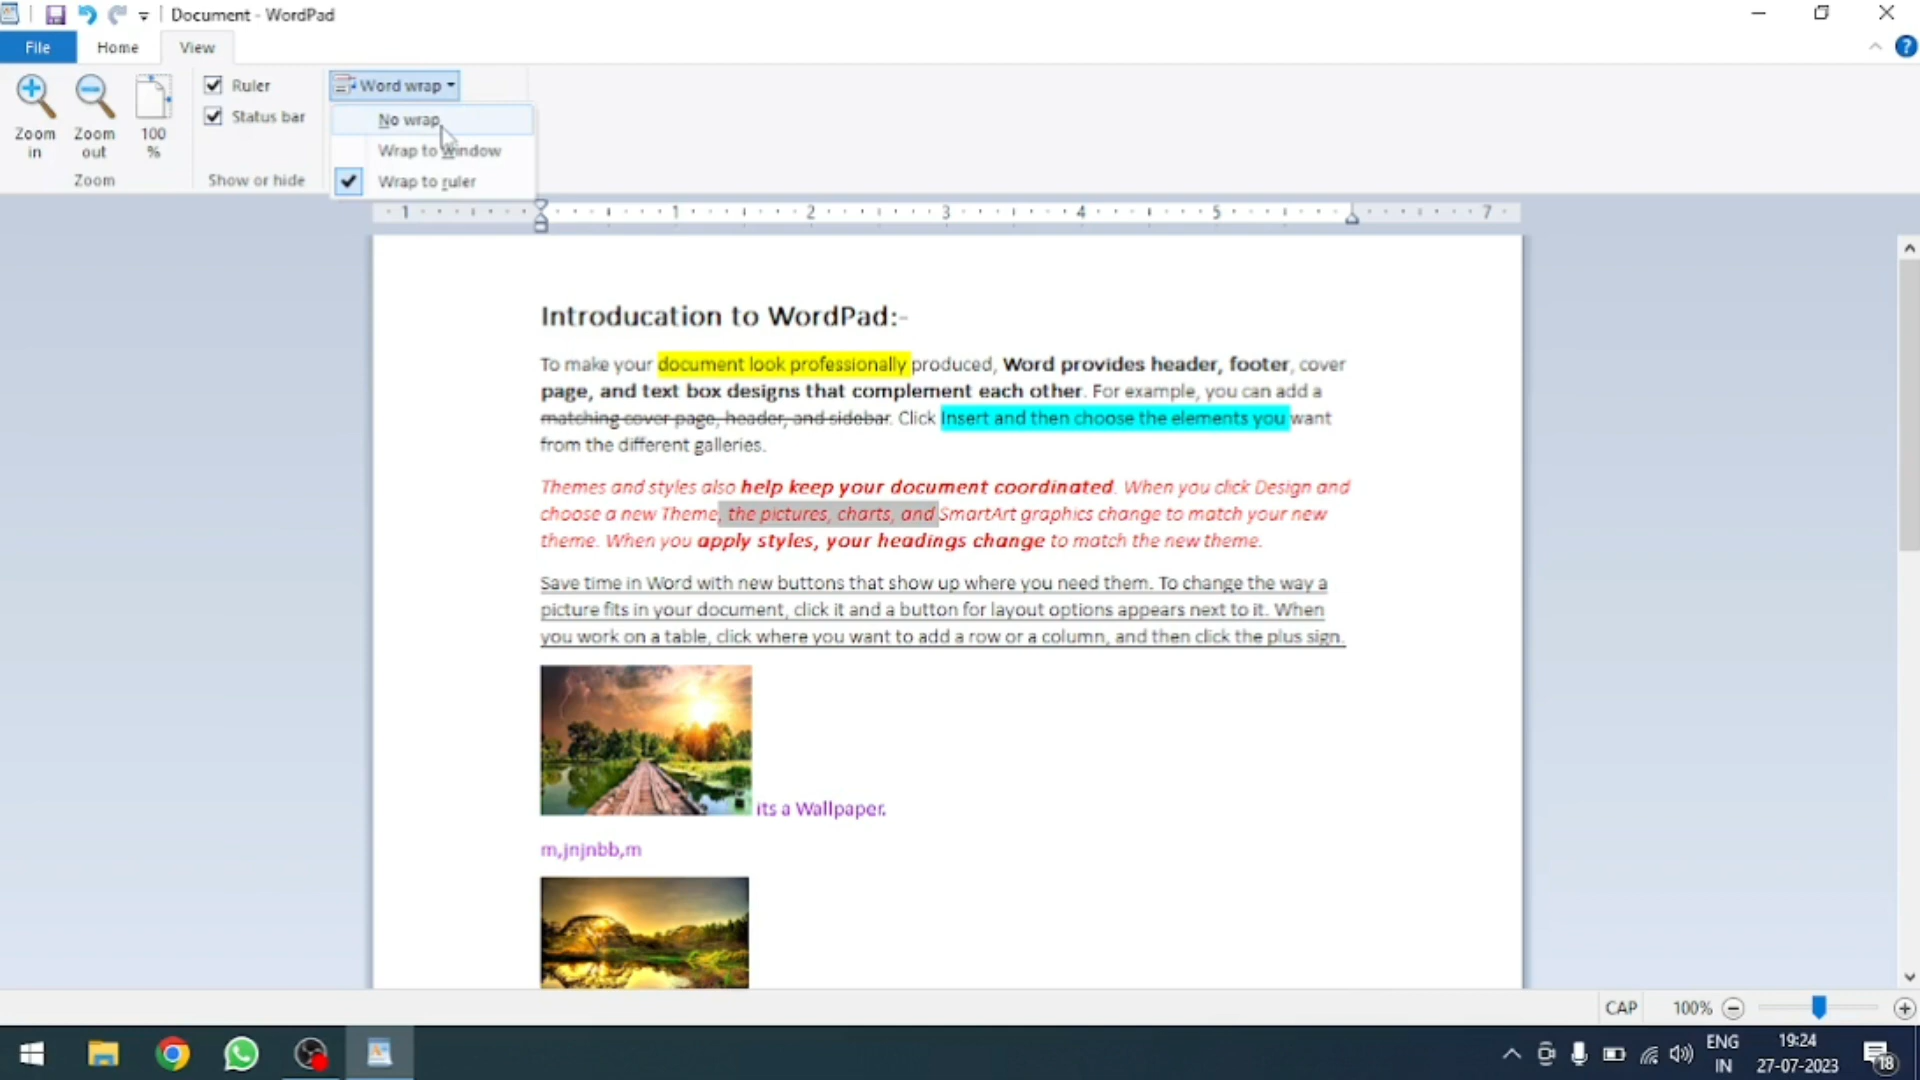 Document - WordPad
File
Home
View
Zoom in
Zoom out
100 %
Ruler
Status bar
Word wrap
No wrap
Wrap to window
Wrap to ruler
Zoom
Show or hide
1 1 2 3 4 5 7
Introducation to WordPad:-
To make your document look professionally produced, Word provides header, footer, cover
page, and text box designs that complement each other. For example, you can add a
matching cover page, header, and sidebar. Click Insert and then choose the elements you want
from the different galleries.
Themes and styles also help keep your document coordinated. When you click Design and
choose a new Theme, the pictures, charts, and SmartArt graphics change to match your new
theme. When you apply styles, your headings change to match the new theme.
Save time in Word with new buttons that show up where you need them. To change the way a
picture fits in your document, click it and a button for layout options appears next to it. When
you work on a table, click where you want to add a row or a column, and then click the plus sign.
its a Wallpaper.
m,jnjnbb,m
CAP
100%
ENG
IN
19:24
27-07-2023
18